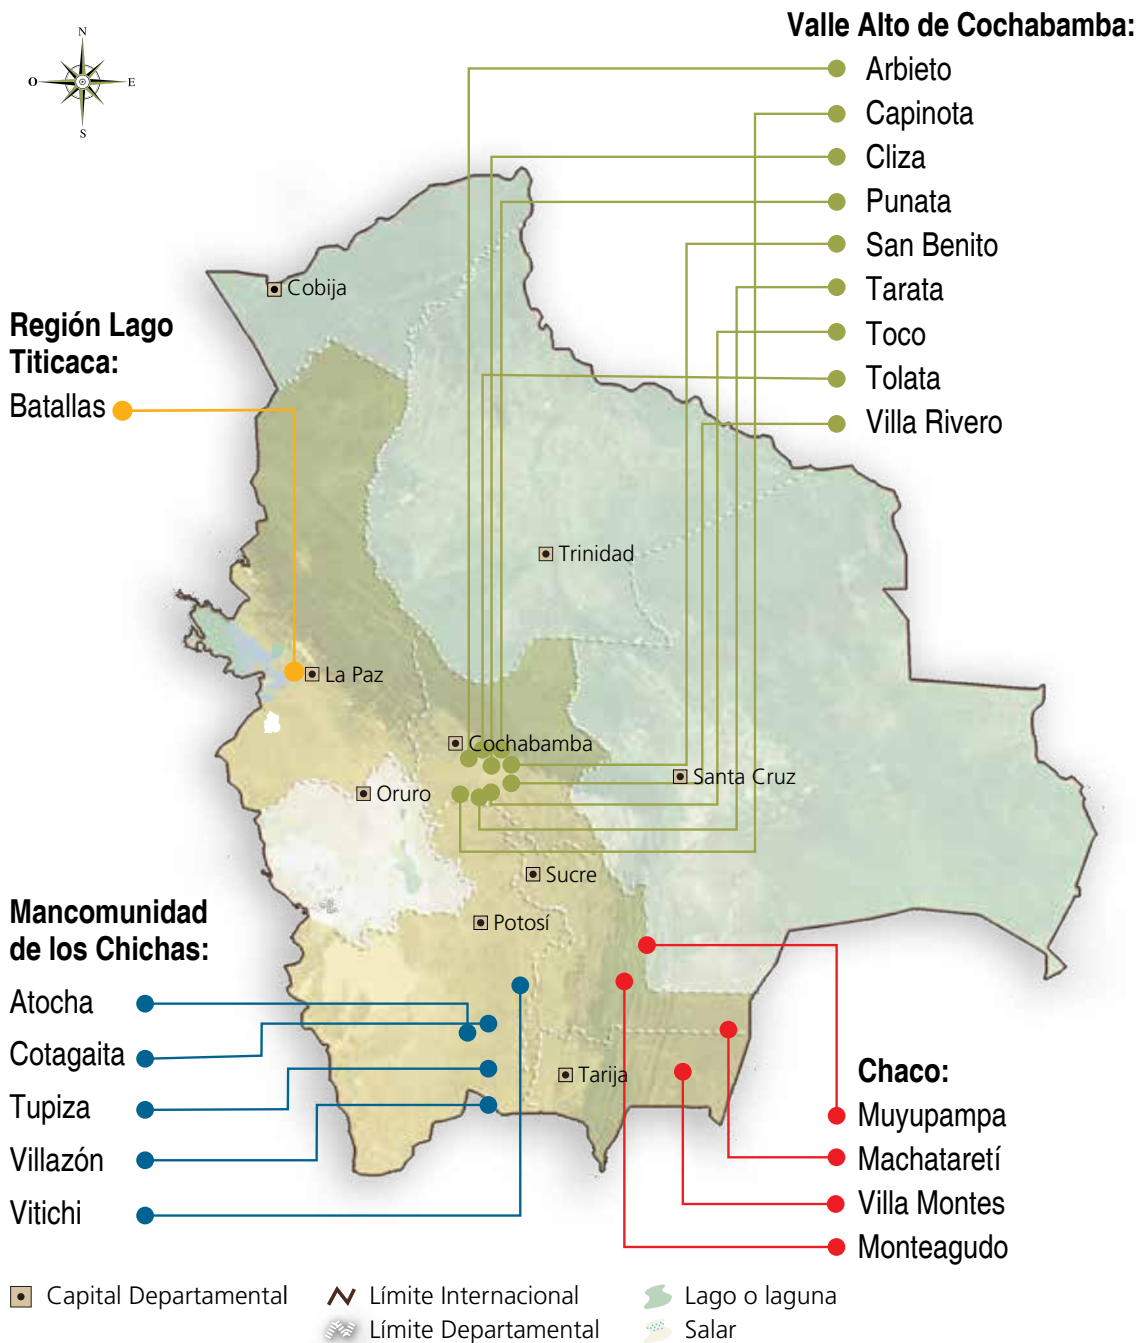 N
O
E
S
Valle Alto de Cochabamba:
Arbieto
Capinota
Cliza
Punata
San Benito
Tarata
Toco
Tolata
Villa Rivero
Cobija
Región Lago
Titicaca:
Batallas
Trinidad
La Paz
Cochabamba
Santa Cruz
Oruro
Sucre
Potosí
Tarija
Mancomunidad
de los Chichas:
Atocha
Cotagaita
Tupiza
Villazón
Vitichi
Chaco:
Muyupampa
Machataretí
Villa Montes
Monteagudo
Capital Departamental
Límite Internacional
Lago o laguna
Límite Departamental
Salar